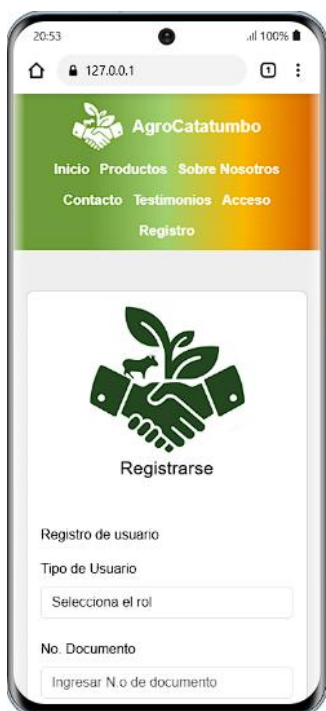 20:53
100%
127.0.0.1
1
AgroCatatumbo
Inicio Productos Sobre Nosotros
Contacto Testimonios Acceso
Registro
Registrarse
Registro de usuario
Tipo de Usuario
Selecciona el rol
No. Documento
Ingresar N.o de documento